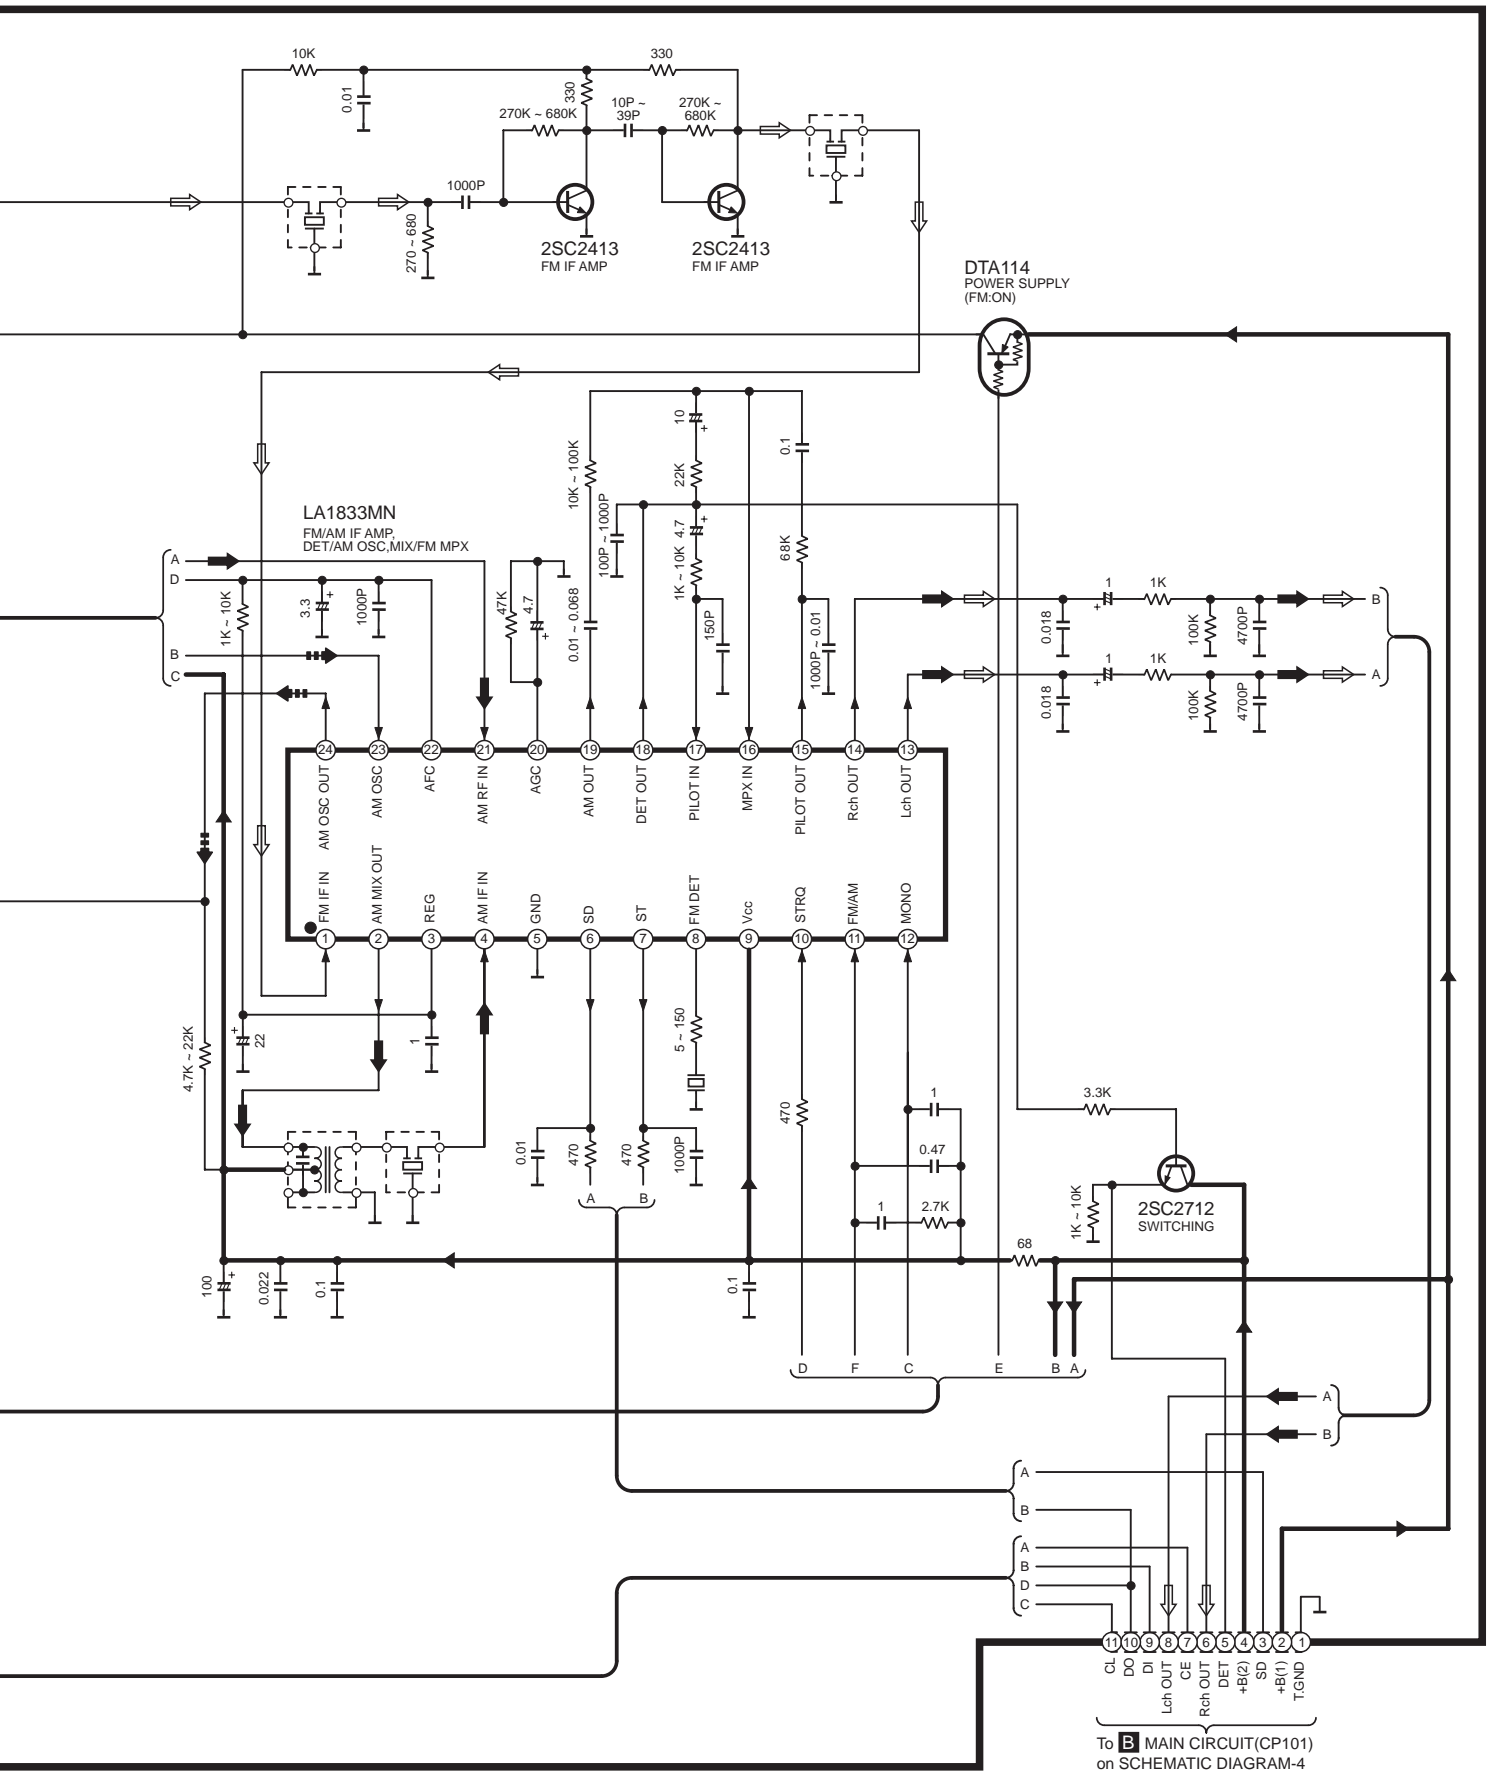 10K
330
0.01
330
270K ~ 680K
10P ~
39P
270K ~
680K
1000P
270 ~ 680
2SC2413
FM IF AMP
2SC2413
FM IF AMP
DTA114
POWER SUPPLY
(FM:ON)
10
0.1
10K ~ 100K
22K
+
LA1833MN
FM/AM IF AMP,
DET/AM OSC,MIX/FM MPX
100P ~ 1000P
4.7
+
68K
A
D
1K ~ 10K
3.3
+
1000P
47K
4.7
+
0.01 ~ 0.068
1K ~ 10K
150P
1000P ~ 0.01
B
C
1
+
1K
0.018
100K
4700P
B
1
+
1K
0.018
100K
4700P
A
24 23 22 21 20 19 18 17 16 15 14 13
AM OSC OUT
AM OSC
AFC
AM RF IN
AGC
AM OUT
DET OUT
PILOT IN
MPX IN
PILOT OUT
Rch OUT
Lch OUT
FM IF IN
AM MIX OUT
REG
AM IF IN
GND
SD
ST
FM DET
Vcc
STRQ
FM/AM
MONO
1 2 3 4 5 6 7 8 9 10 11 12
4.7K ~ 22K
+
22
1
5 ~ 150
470
1
3.3K
0.01
470
470
1000P
0.47
A
B
1
2.7K
1K ~ 10K
2SC2712
SWITCHING
68
100
+
0.022
0.1
0.1
D F C E B A
A
B
A
B
A
B
D
C
11 10 9 8 7 6 5 4 3 2 1
CL
DO
DI
Lch OUT
CE
Rch OUT
DET
+B(2)
SD
+B(1)
T.GND
To B MAIN CIRCUIT(CP101)
on SCHEMATIC DIAGRAM-4